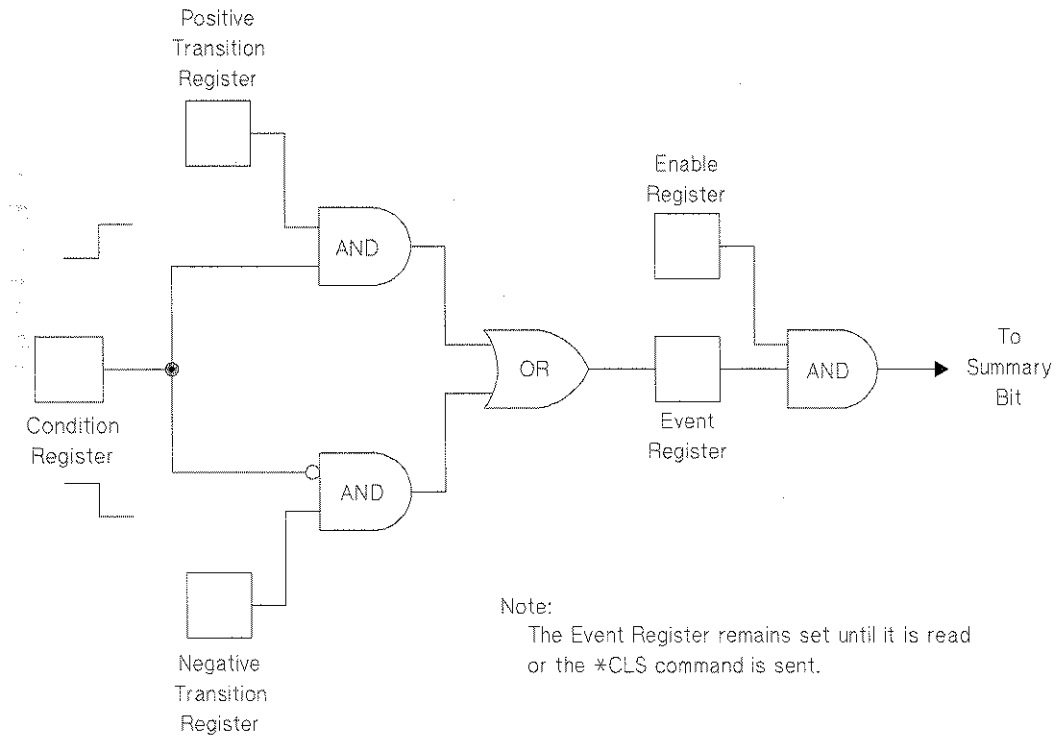 Positive
Transition
Register
Enable
Register
AND
OR
AND
To
Summary
Bit
Condition
Register
Event
Register
AND
Negative
Transition
Register
Note:
The Event Register remains set until it is read
or the *CLS command is sent.